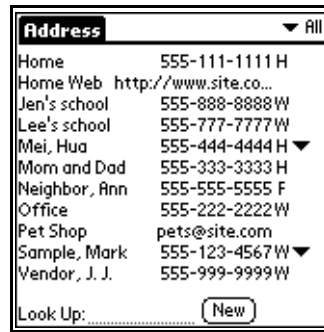 Address ▼ All
Home 555-111-1111 H
Home Web http://www.site.co...
Jen's school 555-888-8888 W
Lee's school 555-777-7777 W
Mei, Hua 555-444-4444 H ▼
Mom and Dad 555-333-3333 H
Neighbor, Ann 555-555-5555 F
Office 555-222-2222 W
Pet Shop pets@site.com
Sample, Mark 555-123-4567 W ▼
Vendor, J. J. 555-999-9999 W
Look Up: New